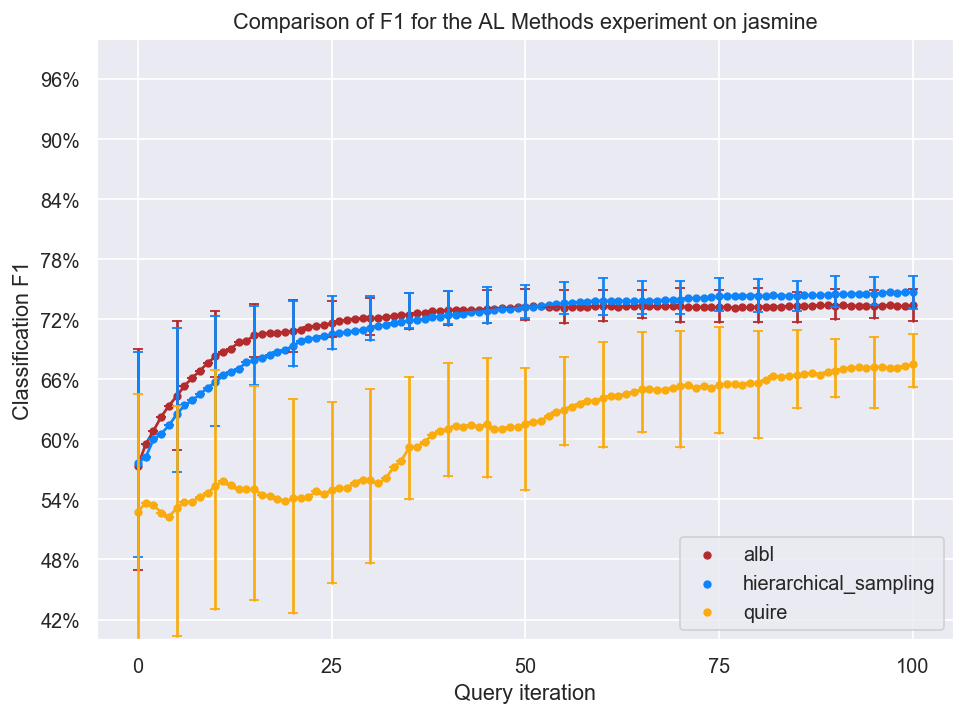 Comparison of F1 for the AL Methods experiment on jasmine
Classification F1
96%
90%
84%
78%
72%
66%
60%
54%
48%
42%
albl
hierarchical_sampling
quire
0 25 50 75 100
Query iteration